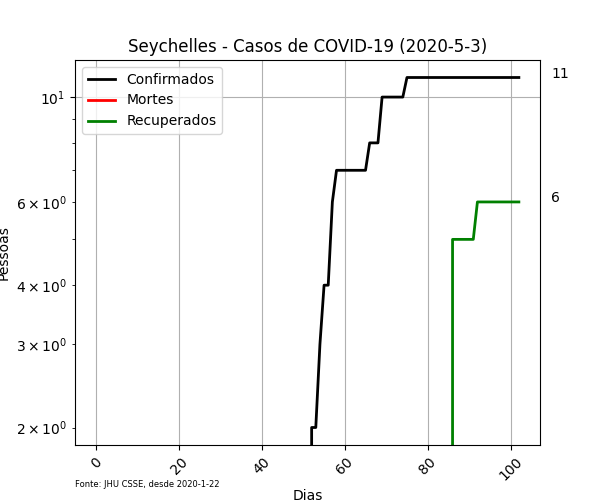 Seychelles - Casos de COVID-19 (2020-5-3)
Confirmados
Mortes
Recuperados
11
6
10¹
6 × 10⁰
4 × 10⁰
3 × 10⁰
2 × 10⁰
Pessoas
0 20 40 60 80 100
Fonte: JHU CSSE, desde 2020-1-22
Dias